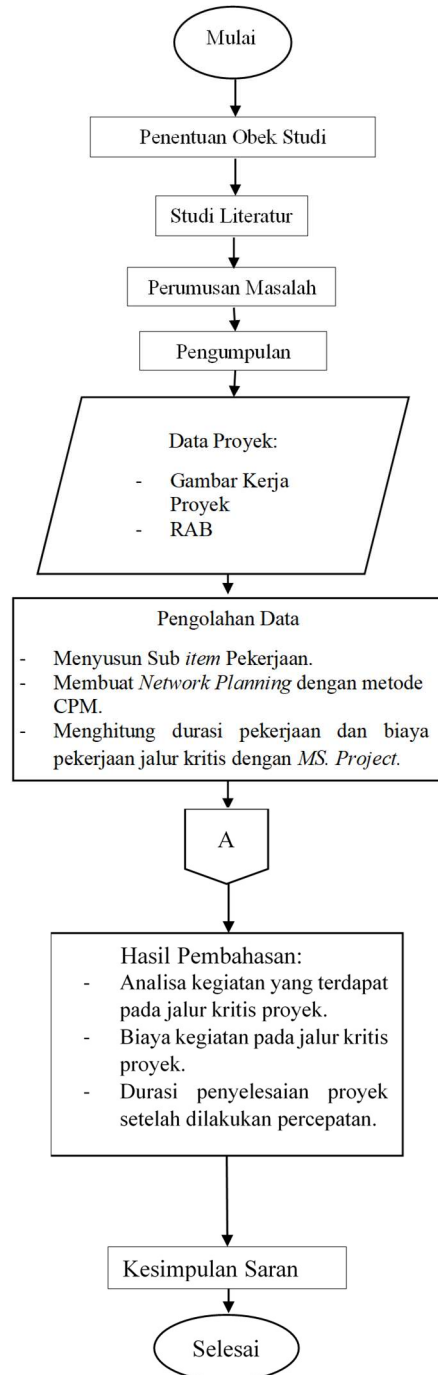 Mulai
Penentuan Obek Studi
Studi Literatur
Perumusan Masalah
Pengumpulan
Data Proyek:
- Gambar Kerja
Proyek
- RAB
Pengolahan Data
- Menyusun Sub item Pekerjaan.
- Membuat Network Planning dengan metode
CPM.
- Menghitung durasi pekerjaan dan biaya
pekerjaan jalur kritis dengan MS. Project.
A
Hasil Pembahasan:
- Analisa kegiatan yang terdapat
pada jalur kritis proyek.
- Biaya kegiatan pada jalur kritis
proyek.
- Durasi penyelesaian proyek
setelah dilakukan percepatan.
Kesimpulan Saran
Selesai